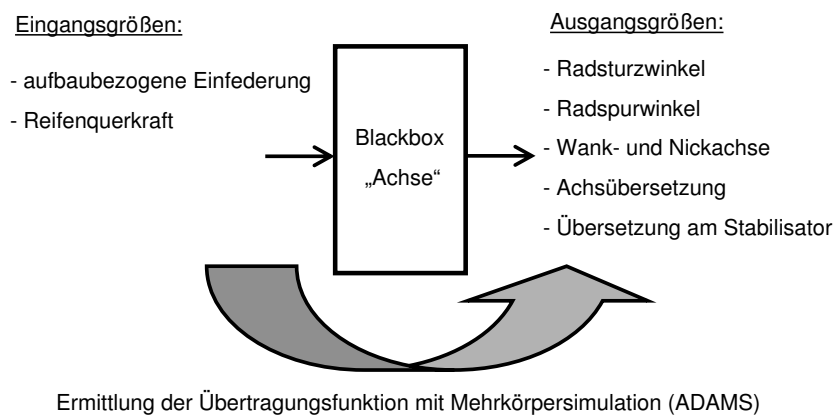 Eingangsgrößen:
- aufbaubezogene Einfederung
- Reifenquerkraft
Blackbox
„Achse“
Ausgangsgrößen:
- Radsturzwinkel
- Radspurwinkel
- Wank- und Nickachse
- Achsübersetzung
- Übersetzung am Stabilisator
Ermittlung der Übertragungsfunktion mit Mehrkörpersimulation (ADAMS)